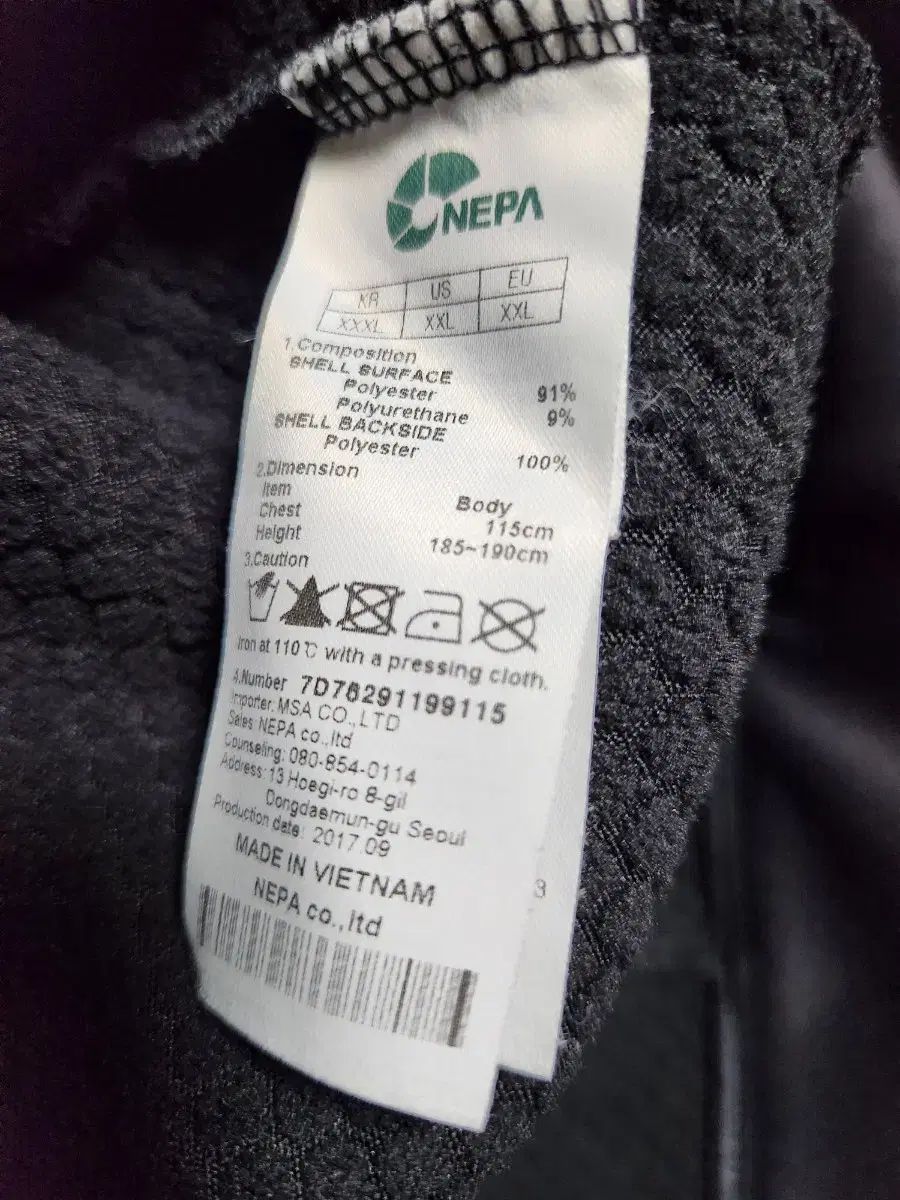 NEPA
KR US EU
XXXL XXL XXL
1.Composition
SHELL SURFACE
Polyester 91%
Polyurethane 9%
SHELL BACKSIDE
Polyester 100%
2.Dimension
Item Body
Chest 115cm
Height 185~190cm
3.Caution
Iron at 110℃ with a pressing cloth.
4.Number 7D78291199115
Importer: MSA CO., LTD
Sales: NEPA co.,ltd
Counseling: 080-854-0114
Address: 13 Hoegi-ro 8-gil
Dongdaemun-gu Seoul
Production date: 2017.09
MADE IN VIETNAM
NEPA co.,ltd
3